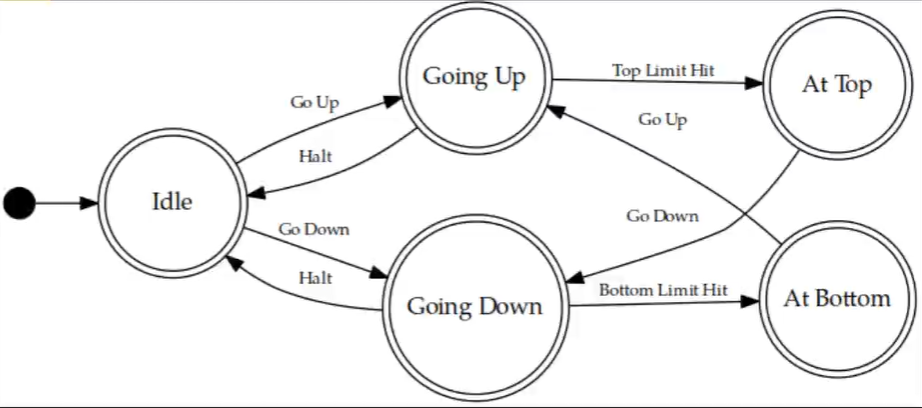 Going Up
Top Limit Hit
At Top
Go Up
Go Up
Halt
Idle
Go Down
Go Down
Halt
Bottom Limit Hit
Going Down
At Bottom